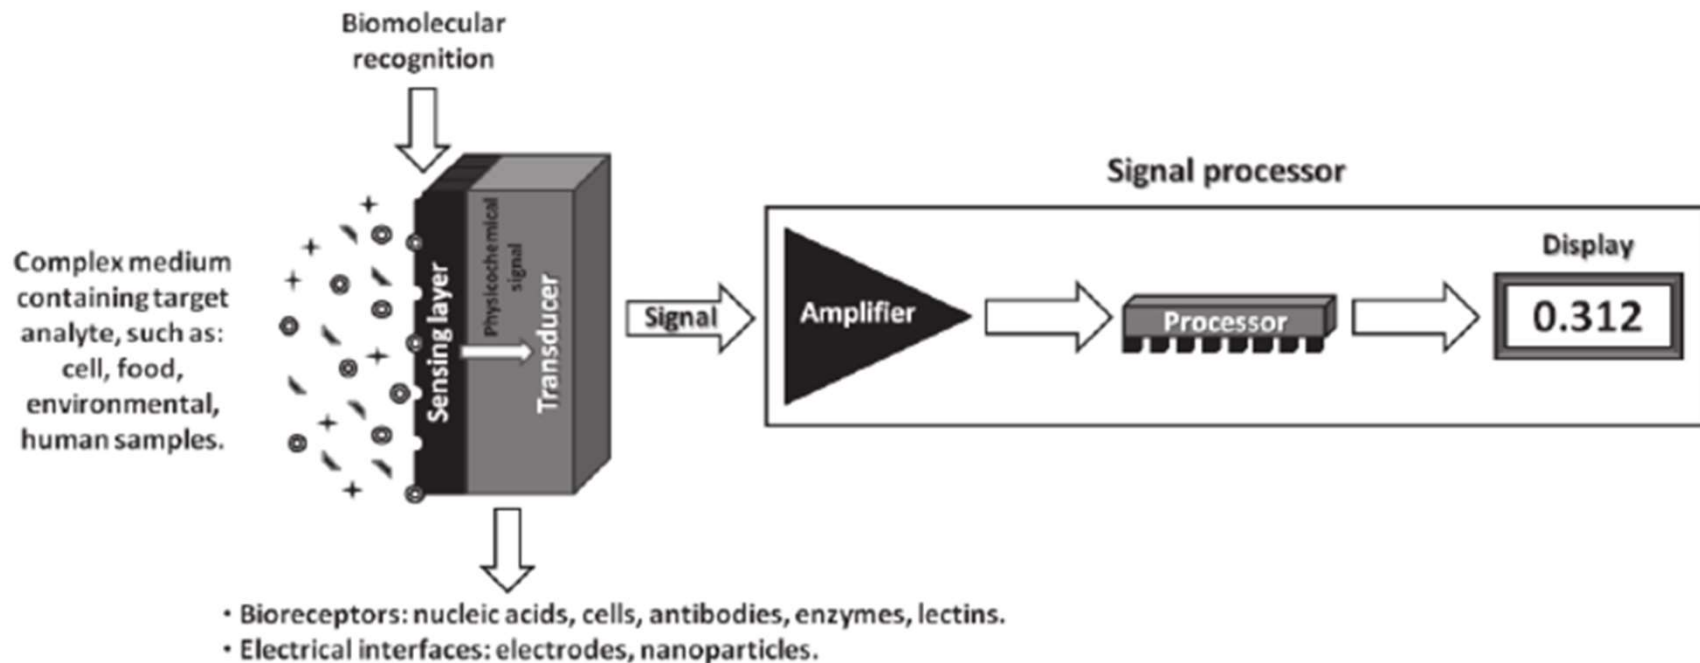 Biomolecular
recognition
Complex medium
containing target
analyte, such as:
cell, food,
environmental,
human samples.
Sensing layer
Physicochemical
signal
Transducer
Signal
Signal processor
Amplifier
Processor
Display
0.312
· Bioreceptors: nucleic acids, cells, antibodies, enzymes, lectins.
· Electrical interfaces: electrodes, nanoparticles.